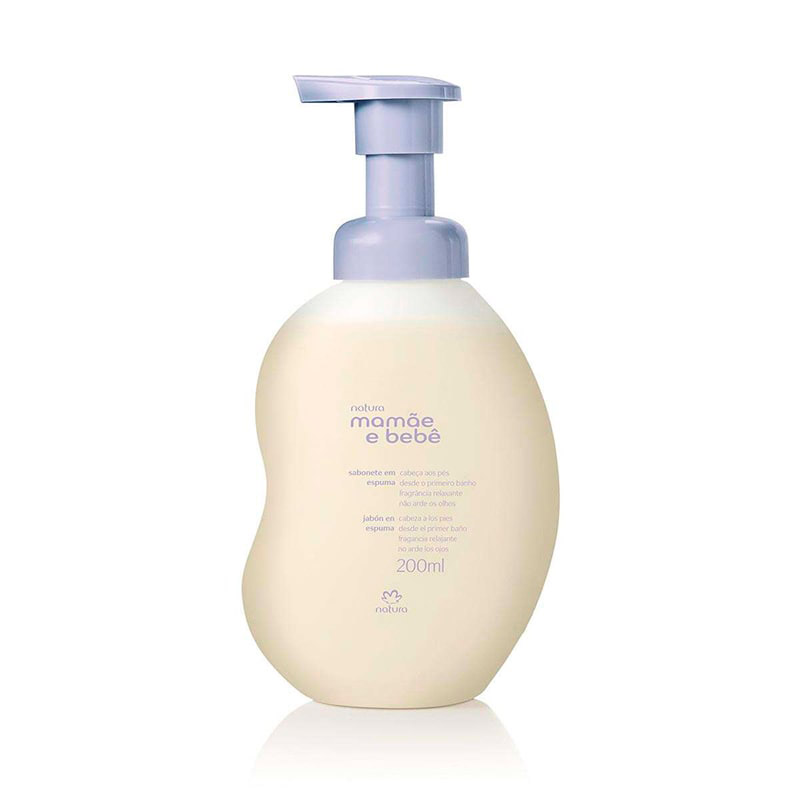 natura
mamãe
e bebê
sabonete em espuma
cabeça aos pés
desde o primeiro banho
fragrância relaxante
não arde os olhos
jabón en espuma
cabeza a los pies
desde el primer baño
fragancia relajante
no arde los ojos
200ml
natura